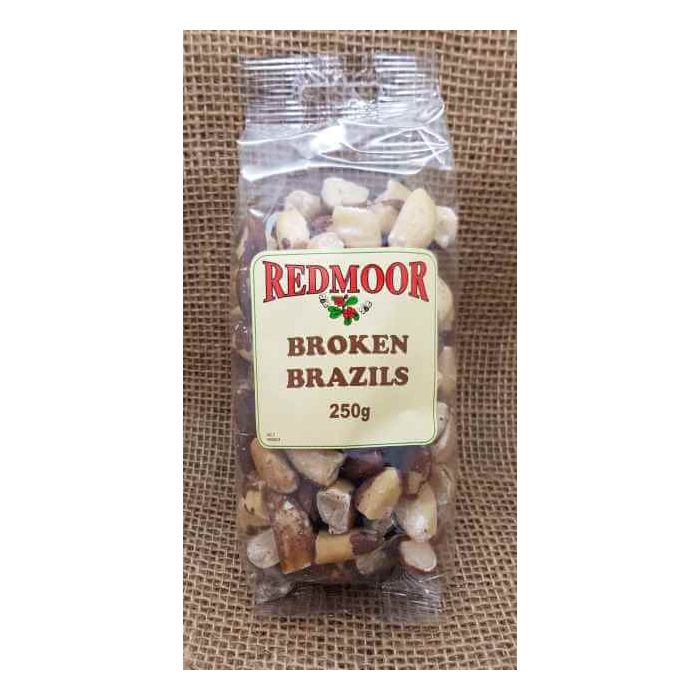 REDMOOR
BROKEN
BRAZILS
250g